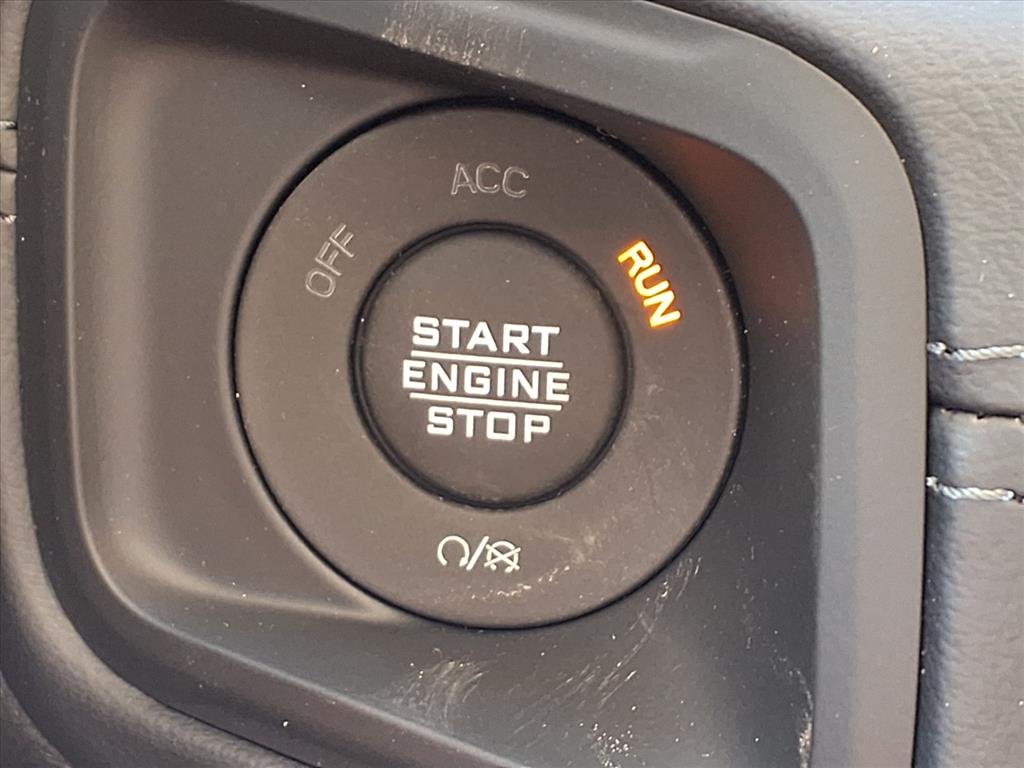 ACC
OFF
RUN
START
ENGINE
STOP